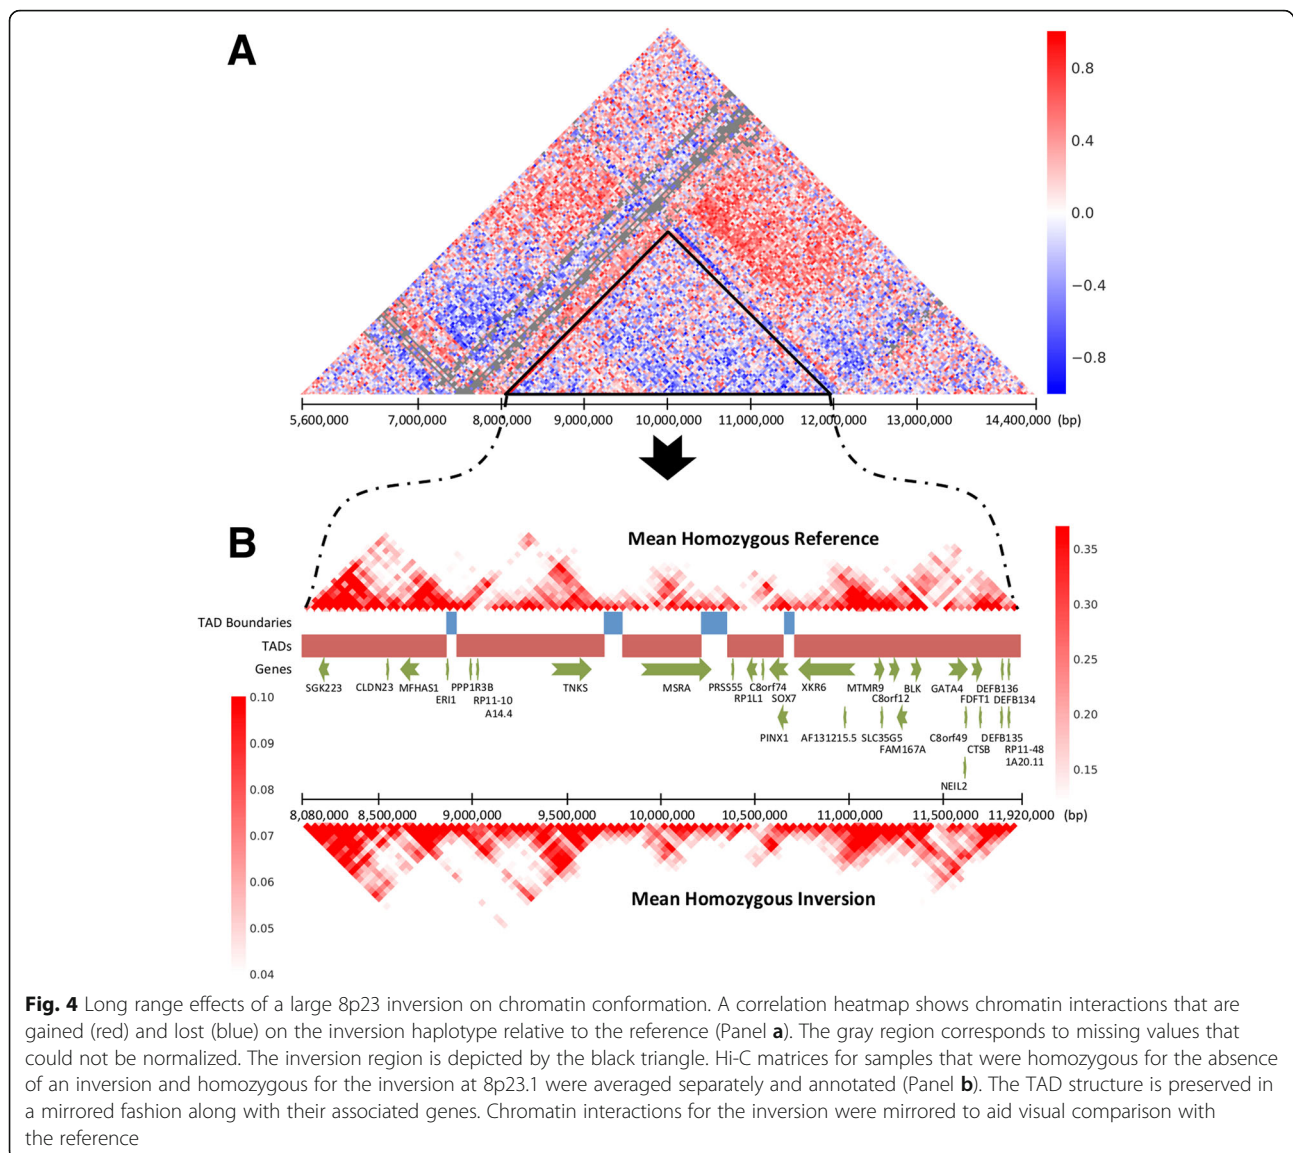 A
0.8
0.4
0.0
−0.4
−0.8
5,600,000 7,000,000 8,000,000 9,000,000 10,000,000 11,000,000 12,000,000 13,000,000 14,400,000 (bp)
B
Mean Homozygous Reference
0.35
0.30
0.25
0.20
0.15
TAD Boundaries
TADs
Genes
SGK223 CLDN23 MFHAS1 PPP1R3B TNKS MSRA PRSS55 C8orf74 XKR6 MTMR9 BLK GATA4 DEFB136
ERI1 RP11-10 RP1L1 SOX7 C8orf12 FDFT1 DEFB134
A14.4
PINX1 AF131215.5 SLC35G5 C8orf49 DEFB135
FAM167A CTSB RP11-48
1A20.11
NEIL2
0.10
0.09
0.08
0.07
0.06
0.05
0.04
8,080,000 8,500,000 9,000,000 9,500,000 10,000,000 10,500,000 11,000,000 11,500,000 11,920,000 (bp)
Mean Homozygous Inversion
Fig. 4 Long range effects of a large 8p23 inversion on chromatin conformation. A correlation heatmap shows chromatin interactions that are
gained (red) and lost (blue) on the inversion haplotype relative to the reference (Panel a). The gray region corresponds to missing values that
could not be normalized. The inversion region is depicted by the black triangle. Hi-C matrices for samples that were homozygous for the absence
of an inversion and homozygous for the inversion at 8p23.1 were averaged separately and annotated (Panel b). The TAD structure is preserved in
a mirrored fashion along with their associated genes. Chromatin interactions for the inversion were mirrored to aid visual comparison with
the reference